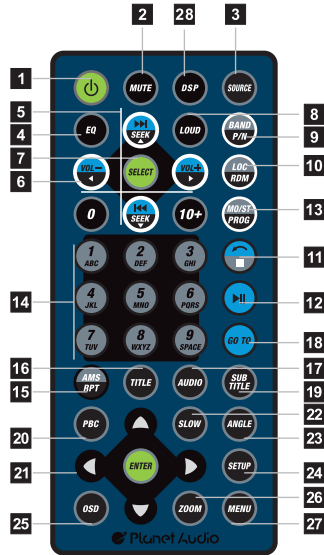 2 28 3
1 MUTE DSP SOURCE
5 8
4 EQ SEEK LOUD BAND P/N 9
7
6 VOL− SELECT VOL+ LOC RDM 10
0 SEEK 10+ MO/ST PROG 13
1 ABC 2 DEF 3 GHI 11
14 4 JKL 5 MNO 6 PQRS 12
7 TUV 8 WXYZ 9 SPACE GO TO 18
16 17
15 AMS RPT TITLE AUDIO SUB TITLE 19
22
20 PBC SLOW ANGLE 23
21 ENTER SETUP 24
26
25 OSD ZOOM MENU 27
Planet Audio